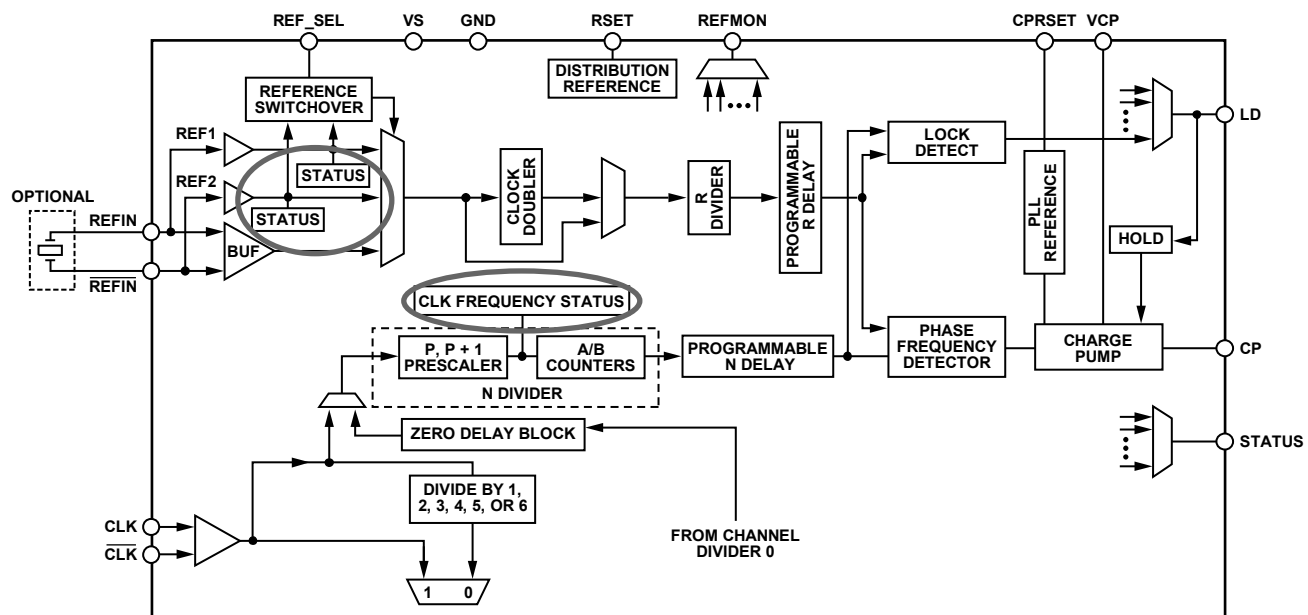 REF_SEL
VS
GND
RSET
REFMON
CPRSET
VCP
DISTRIBUTION
REFERENCE
REFERENCE
SWITCHOVER
REF1
REF2
STATUS
STATUS
BUF
OPTIONAL
REFIN
REFIN
CLOCK
DOUBLER
R
DIVIDER
PROGRAMMABLE
R DELAY
LOCK
DETECT
PLL
REFERENCE
LD
HOLD
CLK FREQUENCY STATUS
P, P + 1
PRESCALER
A/B
COUNTERS
N DIVIDER
PROGRAMMABLE
N DELAY
PHASE
FREQUENCY
DETECTOR
CHARGE
PUMP
CP
ZERO DELAY BLOCK
STATUS
DIVIDE BY 1,
2, 3, 4, 5, OR 6
FROM CHANNEL
DIVIDER 0
CLK
CLK
1 0